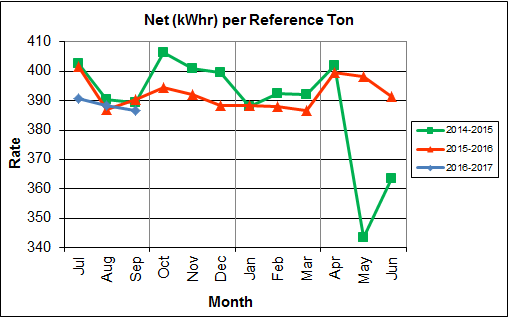 Net (kWhr) per Reference Ton
410
400
390
380
370
360
350
340
Rate
Jul
Aug
Sep
Oct
Nov
Dec
Jan
Feb
Mar
Apr
May
Jun
Month
2014-2015
2015-2016
2016-2017